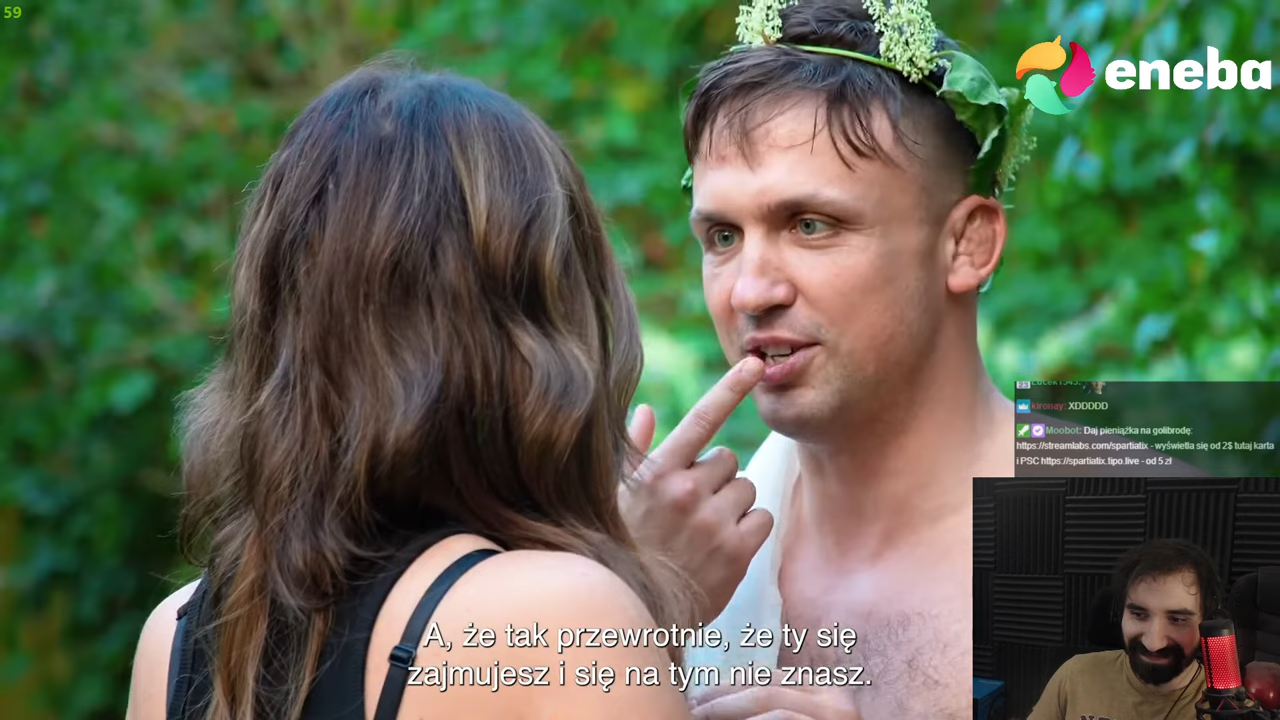 59
eneba
kironay: XDDDDD
Moobot: Daj pieniążka na golibrodę:
https://streamlabs.com/spartiatix - wyświetla się od 2$ tutaj karta
i PSC https://spartiatix.tipo.live - od 5 zł
A, że tak przewrotnie, że ty się
zajmujesz i się na tym nie znasz.